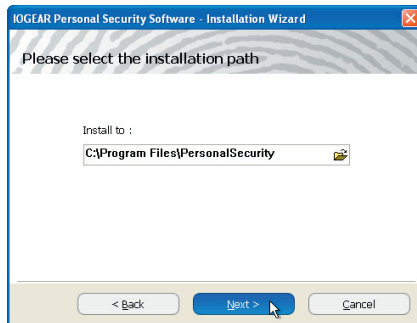 IOGEAR Personal Security Software - Installation Wizard
Please select the installation path
Install to :
C:\Program Files\PersonalSecurity
< Back
Next >
Cancel